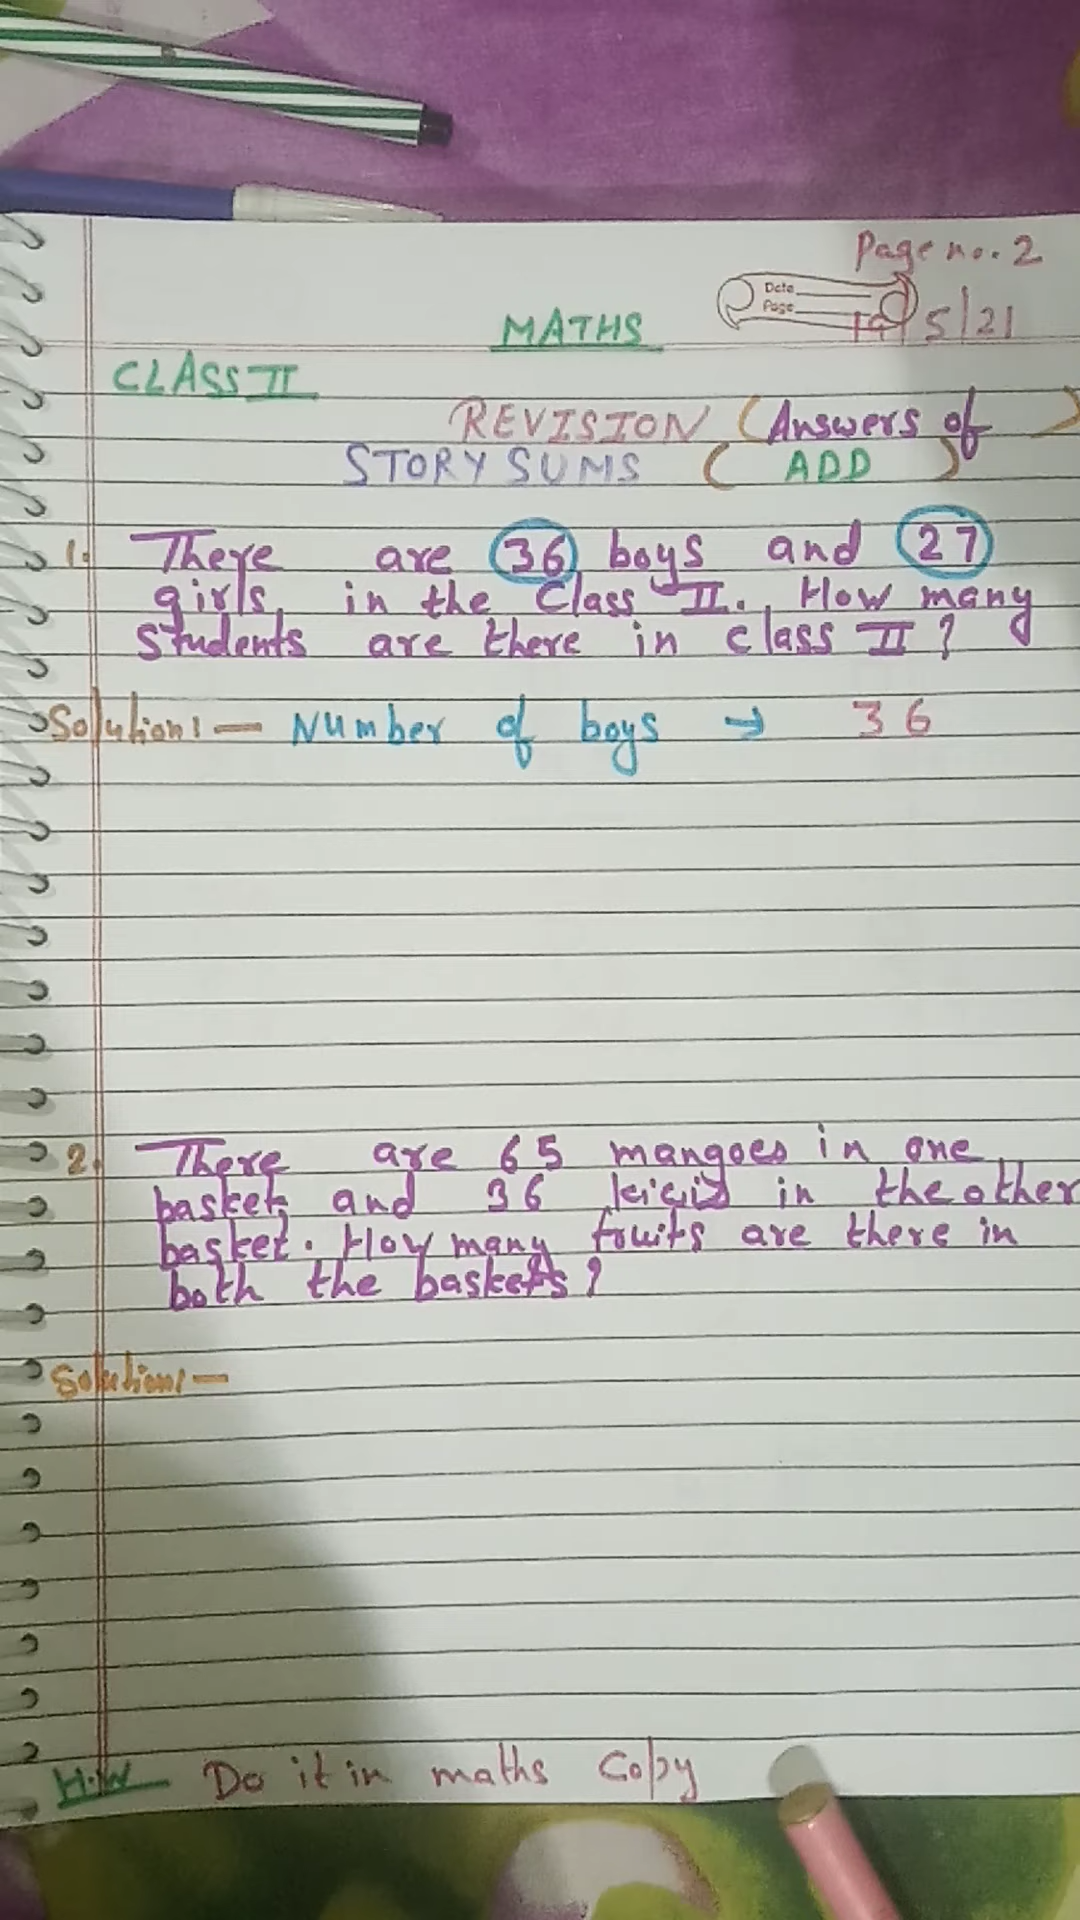 Page no. 2
Date
Page
19/5/21
MATHS
CLASS II
REVISION (Answers of)
STORY SUMS (ADD)
1. There are 36 boys and 27
girls, in the Class II. How many
students are there in class II?
Solution:- Number of boys → 36
2. There are 65 mangoes in one
basket and 36 in the other
basket. How many fruits are there in
both the baskets?
Solution:-
H.W Do it in maths copy